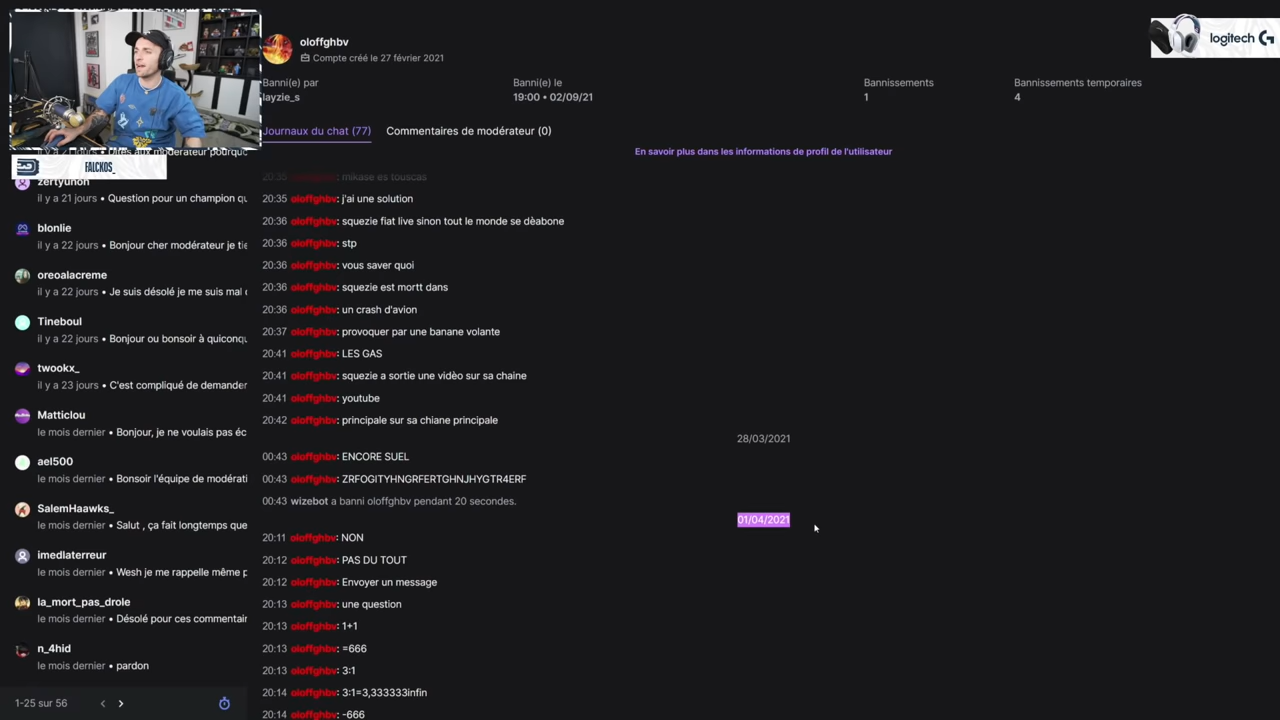 oloffghbv
Compte créé le 27 février 2021
logitech G
Banni(e) par
layzie_s
Banni(e) le
19:00 • 02/09/21
Bannissements
1
Bannissements temporaires
4
Journaux du chat (77)
Commentaires de modérateur (0)
En savoir plus dans les informations de profil de l'utilisateur
FALCKOS_
zertyunon
il y a 21 jours • Question pour un champion qu
blonlie
il y a 22 jours • Bonjour cher modérateur je tie
oreoalacreme
il y a 22 jours • Je suis désolé je me suis mal
Tineboul
il y a 22 jours • Bonjour ou bonsoir à quiconqu
twookx_
il y a 23 jours • C'est compliqué de demander
Matticlou
le mois dernier • Bonjour, je ne voulais pas éc
ael500
le mois dernier • Bonsoir l'équipe de modérati
SalemHaawks_
le mois dernier • Salut , ça fait longtemps que
imedlaterreur
le mois dernier • Wesh je me rappelle même p
la_mort_pas_drole
le mois dernier • Désolé pour ces commentair
n_4hid
le mois dernier • pardon
1-25 sur 56
20:35 oloffghbv: mikase es touscas
20:35 oloffghbv: j'ai une solution
20:36 oloffghbv: squezie fiat live sinon tout le monde se dèabone
20:36 oloffghbv: stp
20:36 oloffghbv: vous saver quoi
20:36 oloffghbv: squezie est mortt dans
20:36 oloffghbv: un crash d'avion
20:37 oloffghbv: provoquer par une banane volante
20:41 oloffghbv: LES GAS
20:41 oloffghbv: squezie a sortie une vidèo sur sa chaine
20:41 oloffghbv: youtube
20:42 oloffghbv: principale sur sa chiane principale
28/03/2021
00:43 oloffghbv: ENCORE SUEL
00:43 oloffghbv: ZRFOGITYHNGRFERTGHNJHYGTR4ERF
00:43 wizebot a banni oloffghbv pendant 20 secondes.
01/04/2021
20:11 oloffghbv: NON
20:12 oloffghbv: PAS DU TOUT
20:12 oloffghbv: Envoyer un message
20:13 oloffghbv: une question
20:13 oloffghbv: 1+1
20:13 oloffghbv: =666
20:13 oloffghbv: 3:1
20:14 oloffghbv: 3:1=3,333333infin
20:14 oloffghbv: -666